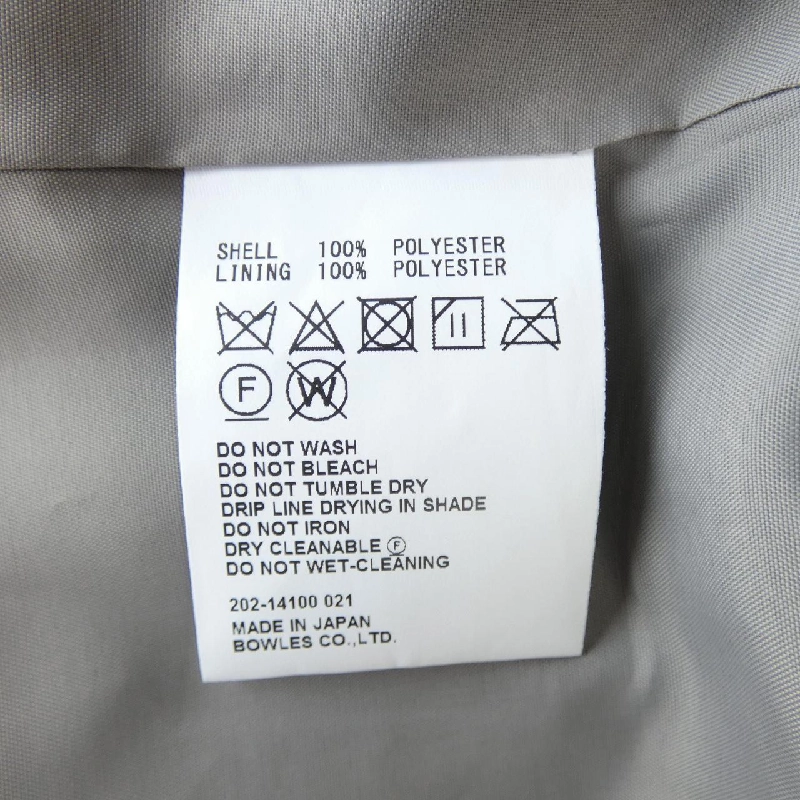 SHELL 100% POLYESTER
LINING 100% POLYESTER
F W
DO NOT WASH
DO NOT BLEACH
DO NOT TUMBLE DRY
DRIP LINE DRYING IN SHADE
DO NOT IRON
DRY CLEANABLE Ⓕ
DO NOT WET-CLEANING
202-14100 021
MADE IN JAPAN
BOWLES CO.,LTD.